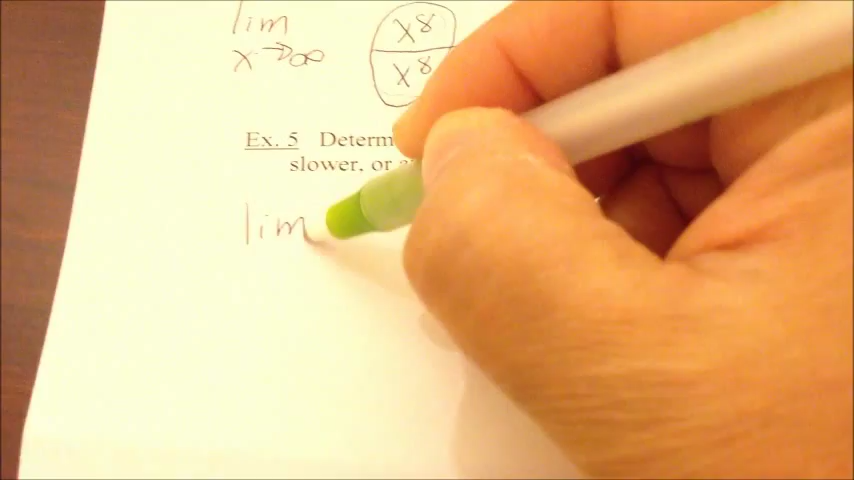 lim x⁸
x→∞ x⁸
Ex. 5 Determ
slower, or
lim